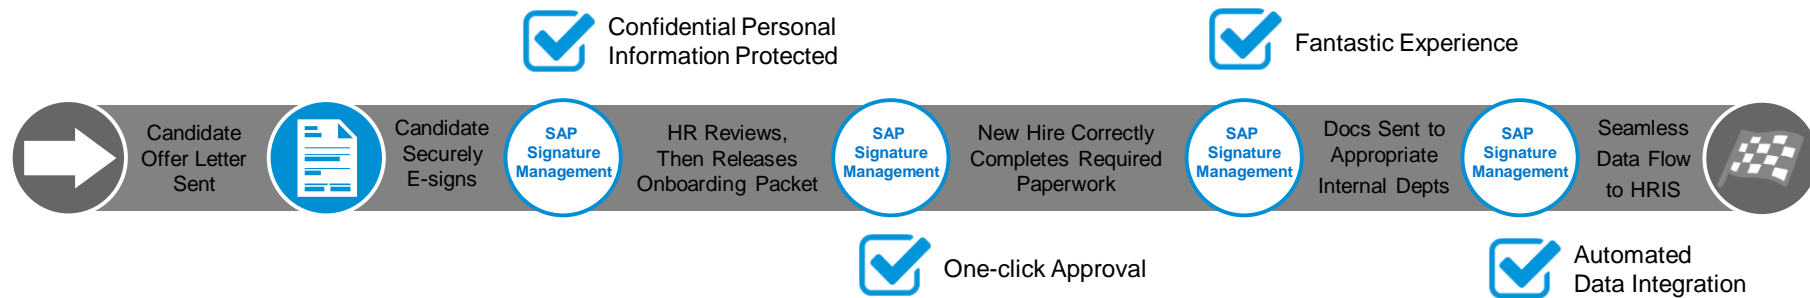 Confidential Personal
Information Protected
Fantastic Experience
Candidate
Offer Letter
Sent
Candidate
Securely
E-signs
SAP
Signature
Management
HR Reviews,
Then Releases
Onboarding Packet
SAP
Signature
Management
New Hire Correctly
Completes Required
Paperwork
SAP
Signature
Management
Docs Sent to
Appropriate
Internal Depts
SAP
Signature
Management
Seamless
Data Flow
to HRIS
One-click Approval
Automated
Data Integration